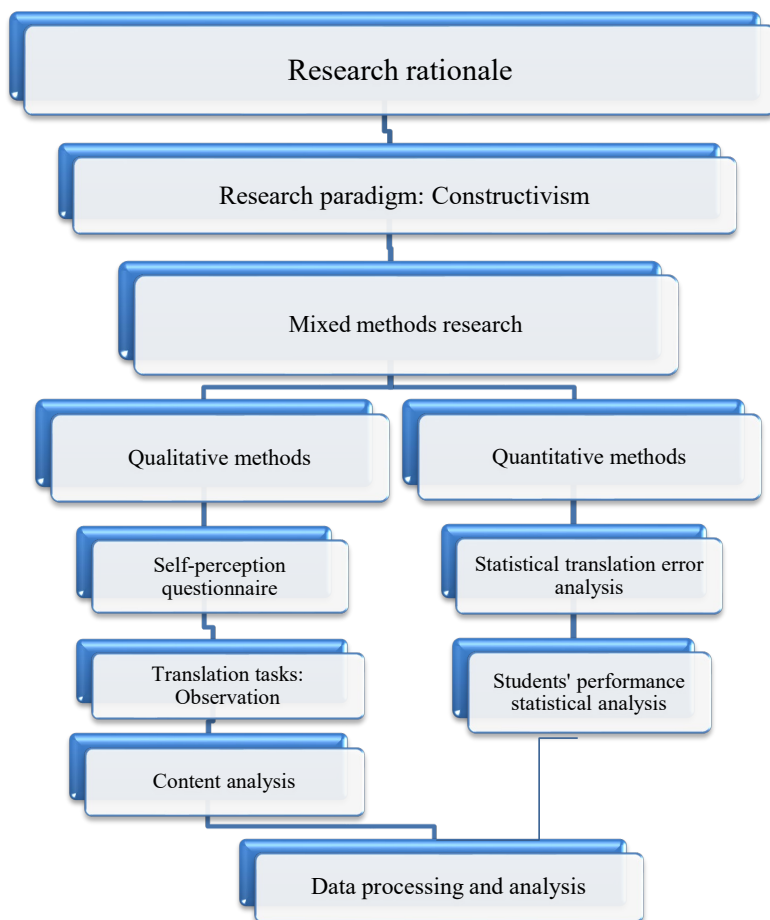 Research rationale
Research paradigm: Constructivism
Mixed methods research
Qualitative methods
Quantitative methods
Self-perception
questionnaire
Statistical translation error
analysis
Translation tasks:
Observation
Students' performance
statistical analysis
Content analysis
Data processing and analysis